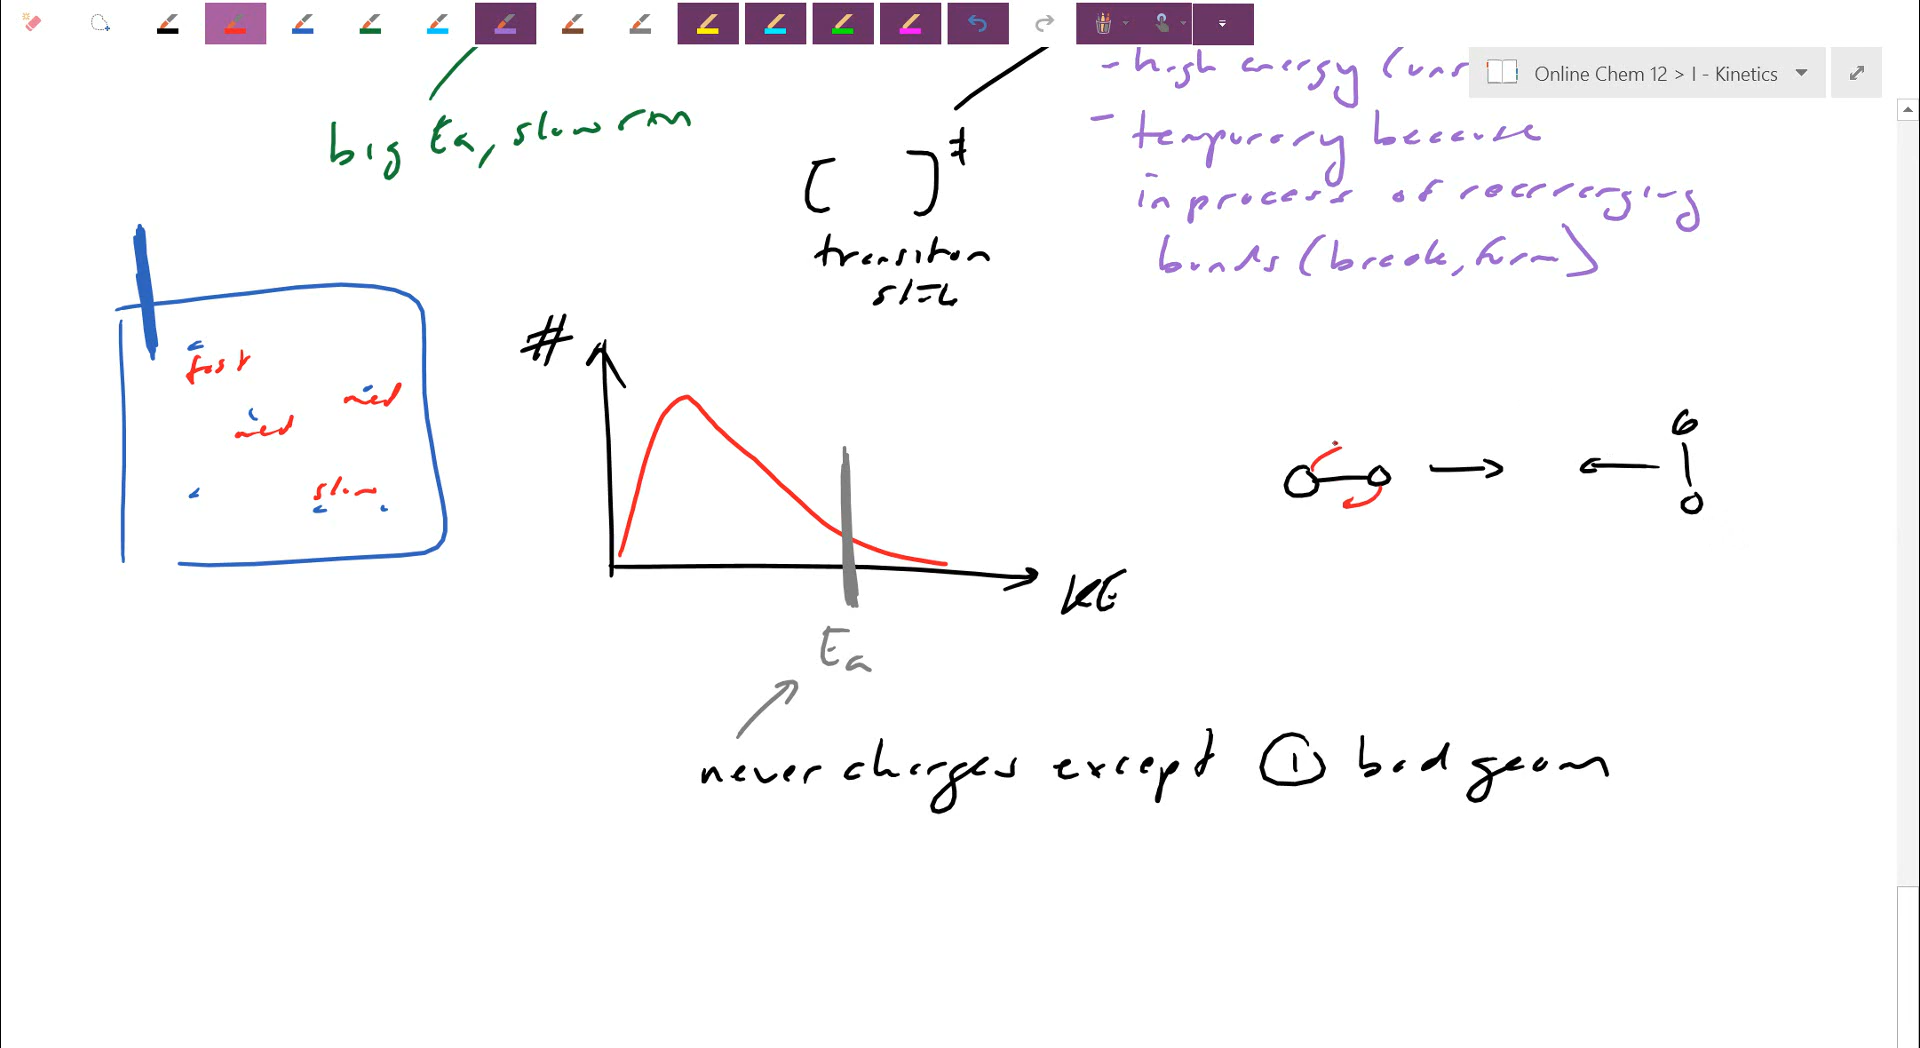 Online Chem 12 > I - Kinetics
- high energy (uns
big Ea, slow rxn
- temporary because
in process of rearranging
bonds (break, form)
[ ]‡
transition
state
#
fast
med
med
slow
KE
Ea
never changes except ① bad geom